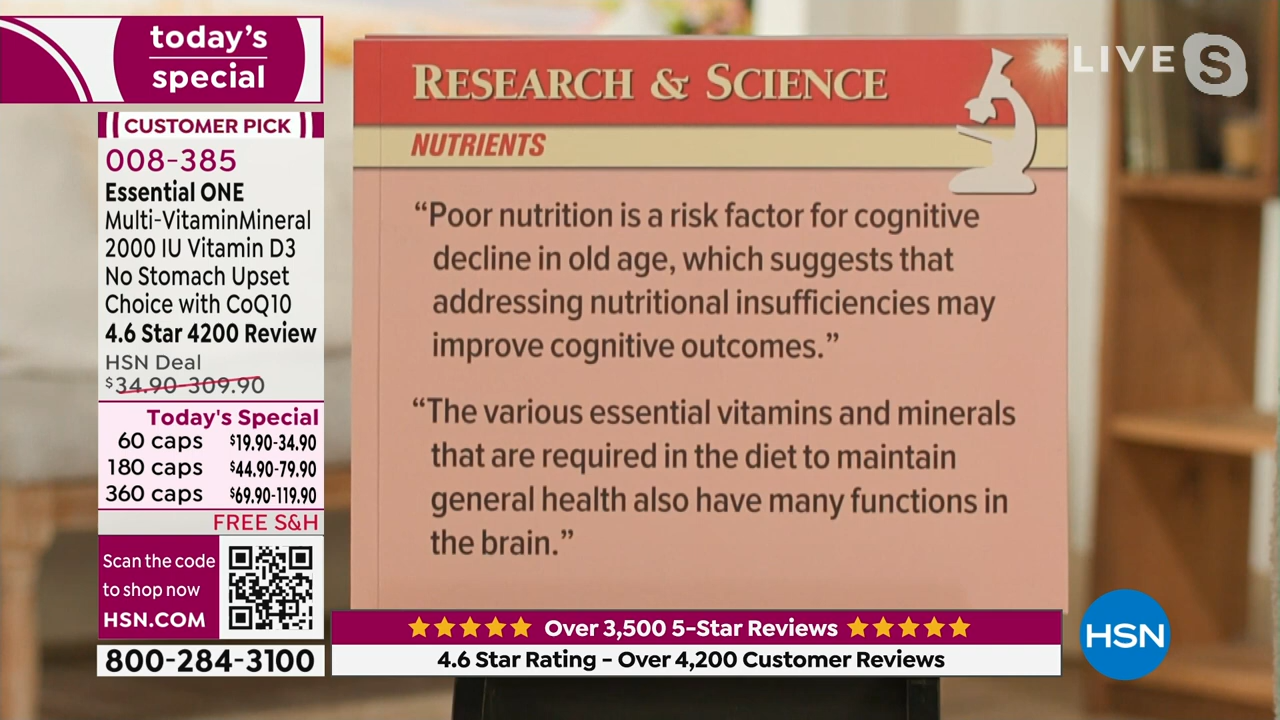 today's
special
CUSTOMER PICK
008-385
Essential ONE
Multi-VitaminMineral
2000 IU Vitamin D3
No Stomach Upset
Choice with CoQ10
4.6 Star 4200 Review
HSN Deal
$34.90-309.90
Today's Special
60 caps $19.90-34.90
180 caps $44.90-79.90
360 caps $69.90-119.90
FREE S&H
Scan the code
to shop now
HSN.COM
800-284-3100
LIVE S
RESEARCH & SCIENCE
NUTRIENTS
“Poor nutrition is a risk factor for cognitive
decline in old age, which suggests that
addressing nutritional insufficiencies may
improve cognitive outcomes.”
“The various essential vitamins and minerals
that are required in the diet to maintain
general health also have many functions in
the brain.”
Over 3,500 5-Star Reviews
4.6 Star Rating – Over 4,200 Customer Reviews
HSN